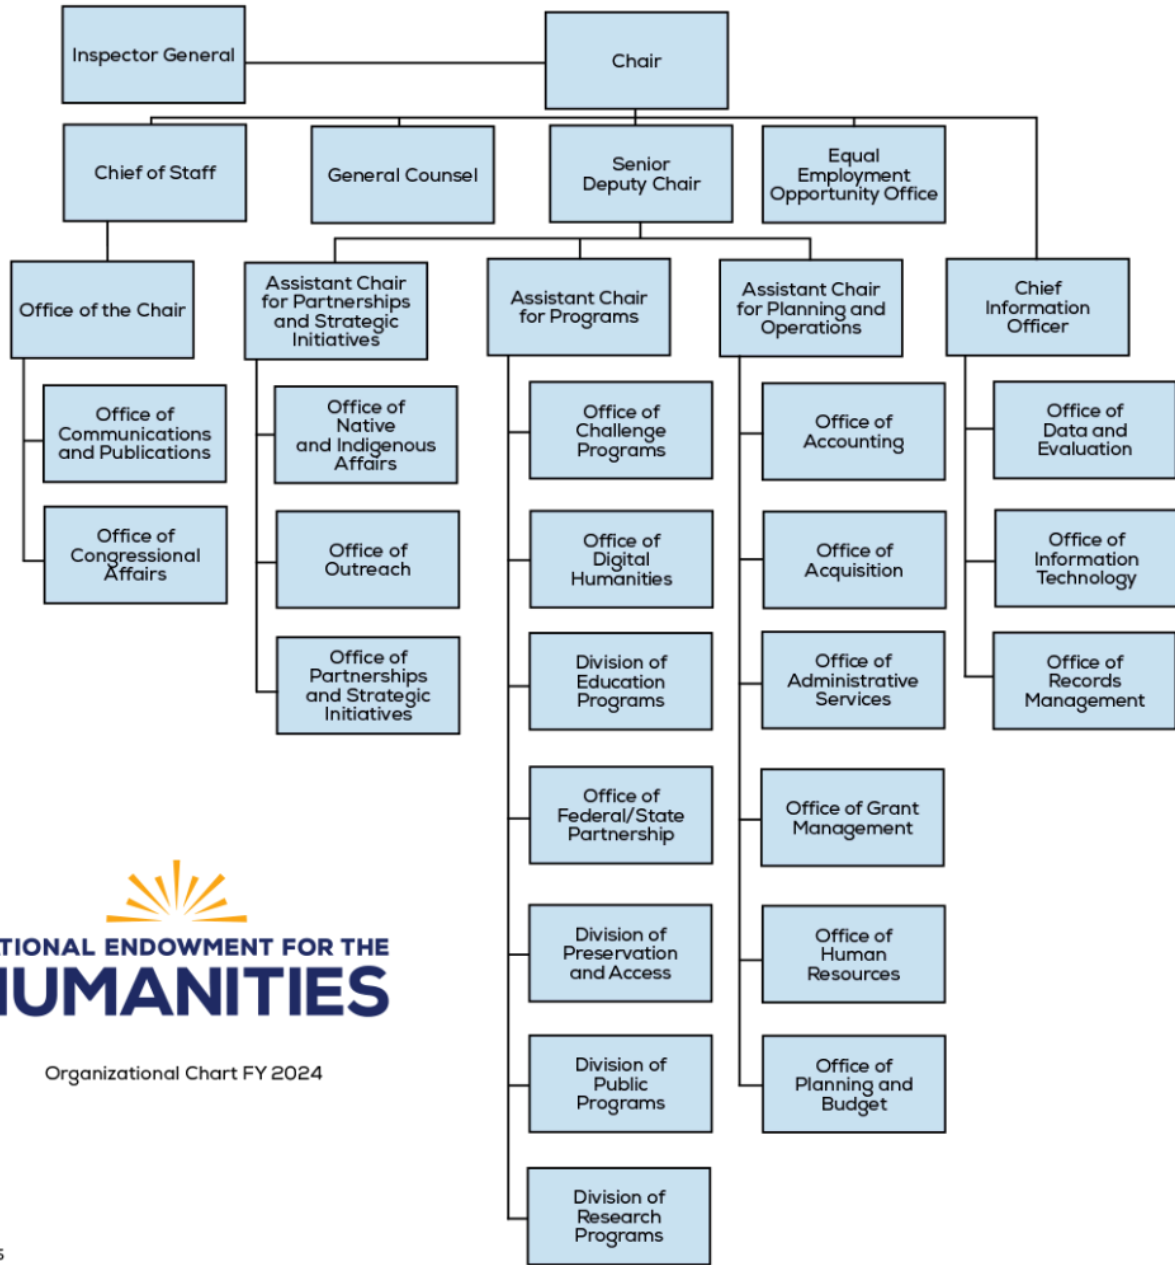 Inspector General
Chair
Chief of Staff
General Counsel
Senior
Deputy Chair
Equal
Employment
Opportunity Office
Office of the Chair
Assistant Chair
for Partnerships
and Strategic
Initiatives
Assistant Chair
for Programs
Assistant Chair
for Planning and
Operations
Chief
Information
Officer
Office of
Communications
and Publications
Office of
Congressional
Affairs
Office of
Native
and Indigenous
Affairs
Office of
Outreach
Office of
Partnerships
and Strategic
Initiatives
Office of
Challenge
Programs
Office of
Digital
Humanities
Division of
Education
Programs
Office of
Federal/State
Partnership
Division of
Preservation
and Access
Division of
Public
Programs
Division of
Research
Programs
Office of
Accounting
Office of
Acquisition
Office of
Administrative
Services
Office of Grant
Management
Office of
Human
Resources
Office of
Planning and
Budget
Office of
Data and
Evaluation
Office of
Information
Technology
Office of
Records
Management
ATIONAL ENDOWMENT FOR THE
HUMANITIES
Organizational Chart FY 2024